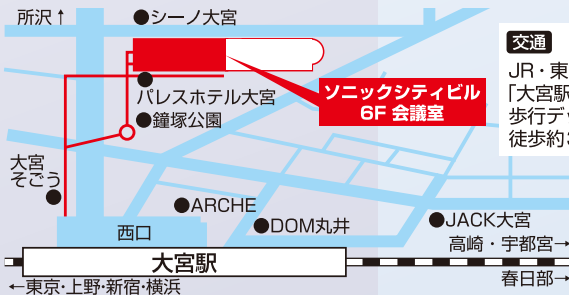 所沢↑
●シーノ大宮
交通
JR・東
「大宮駅
歩行デッ
徒歩約3
ソニックシティビル
6F 会議室
パレスホテル大宮
●鐘塚公園
大宮
そごう
●ARCHE
●DOM丸井
●JACK大宮
西口
高崎・宇都宮→
大宮駅
春日部→
←東京・上野・新宿・横浜